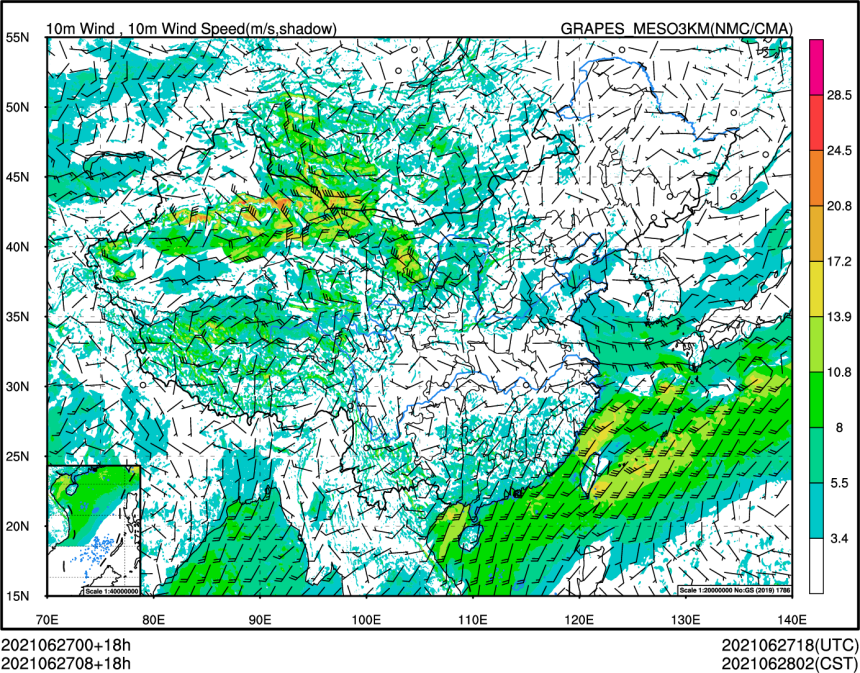 10m Wind , 10m Wind Speed(m/s,shadow) GRAPES_MESO3KM(NMC/CMA)
55N
50N
45N
40N
35N
30N
25N
20N
15N
70E 80E 90E 100E 110E 120E 130E 140E
28.5
24.5
20.8
17.2
13.9
10.8
8
5.5
3.4
Scale 1:40000000
Scale 1:20000000 No:GS (2019) 1786
2021062700+18h 2021062718(UTC)
2021062708+18h 2021062802(CST)